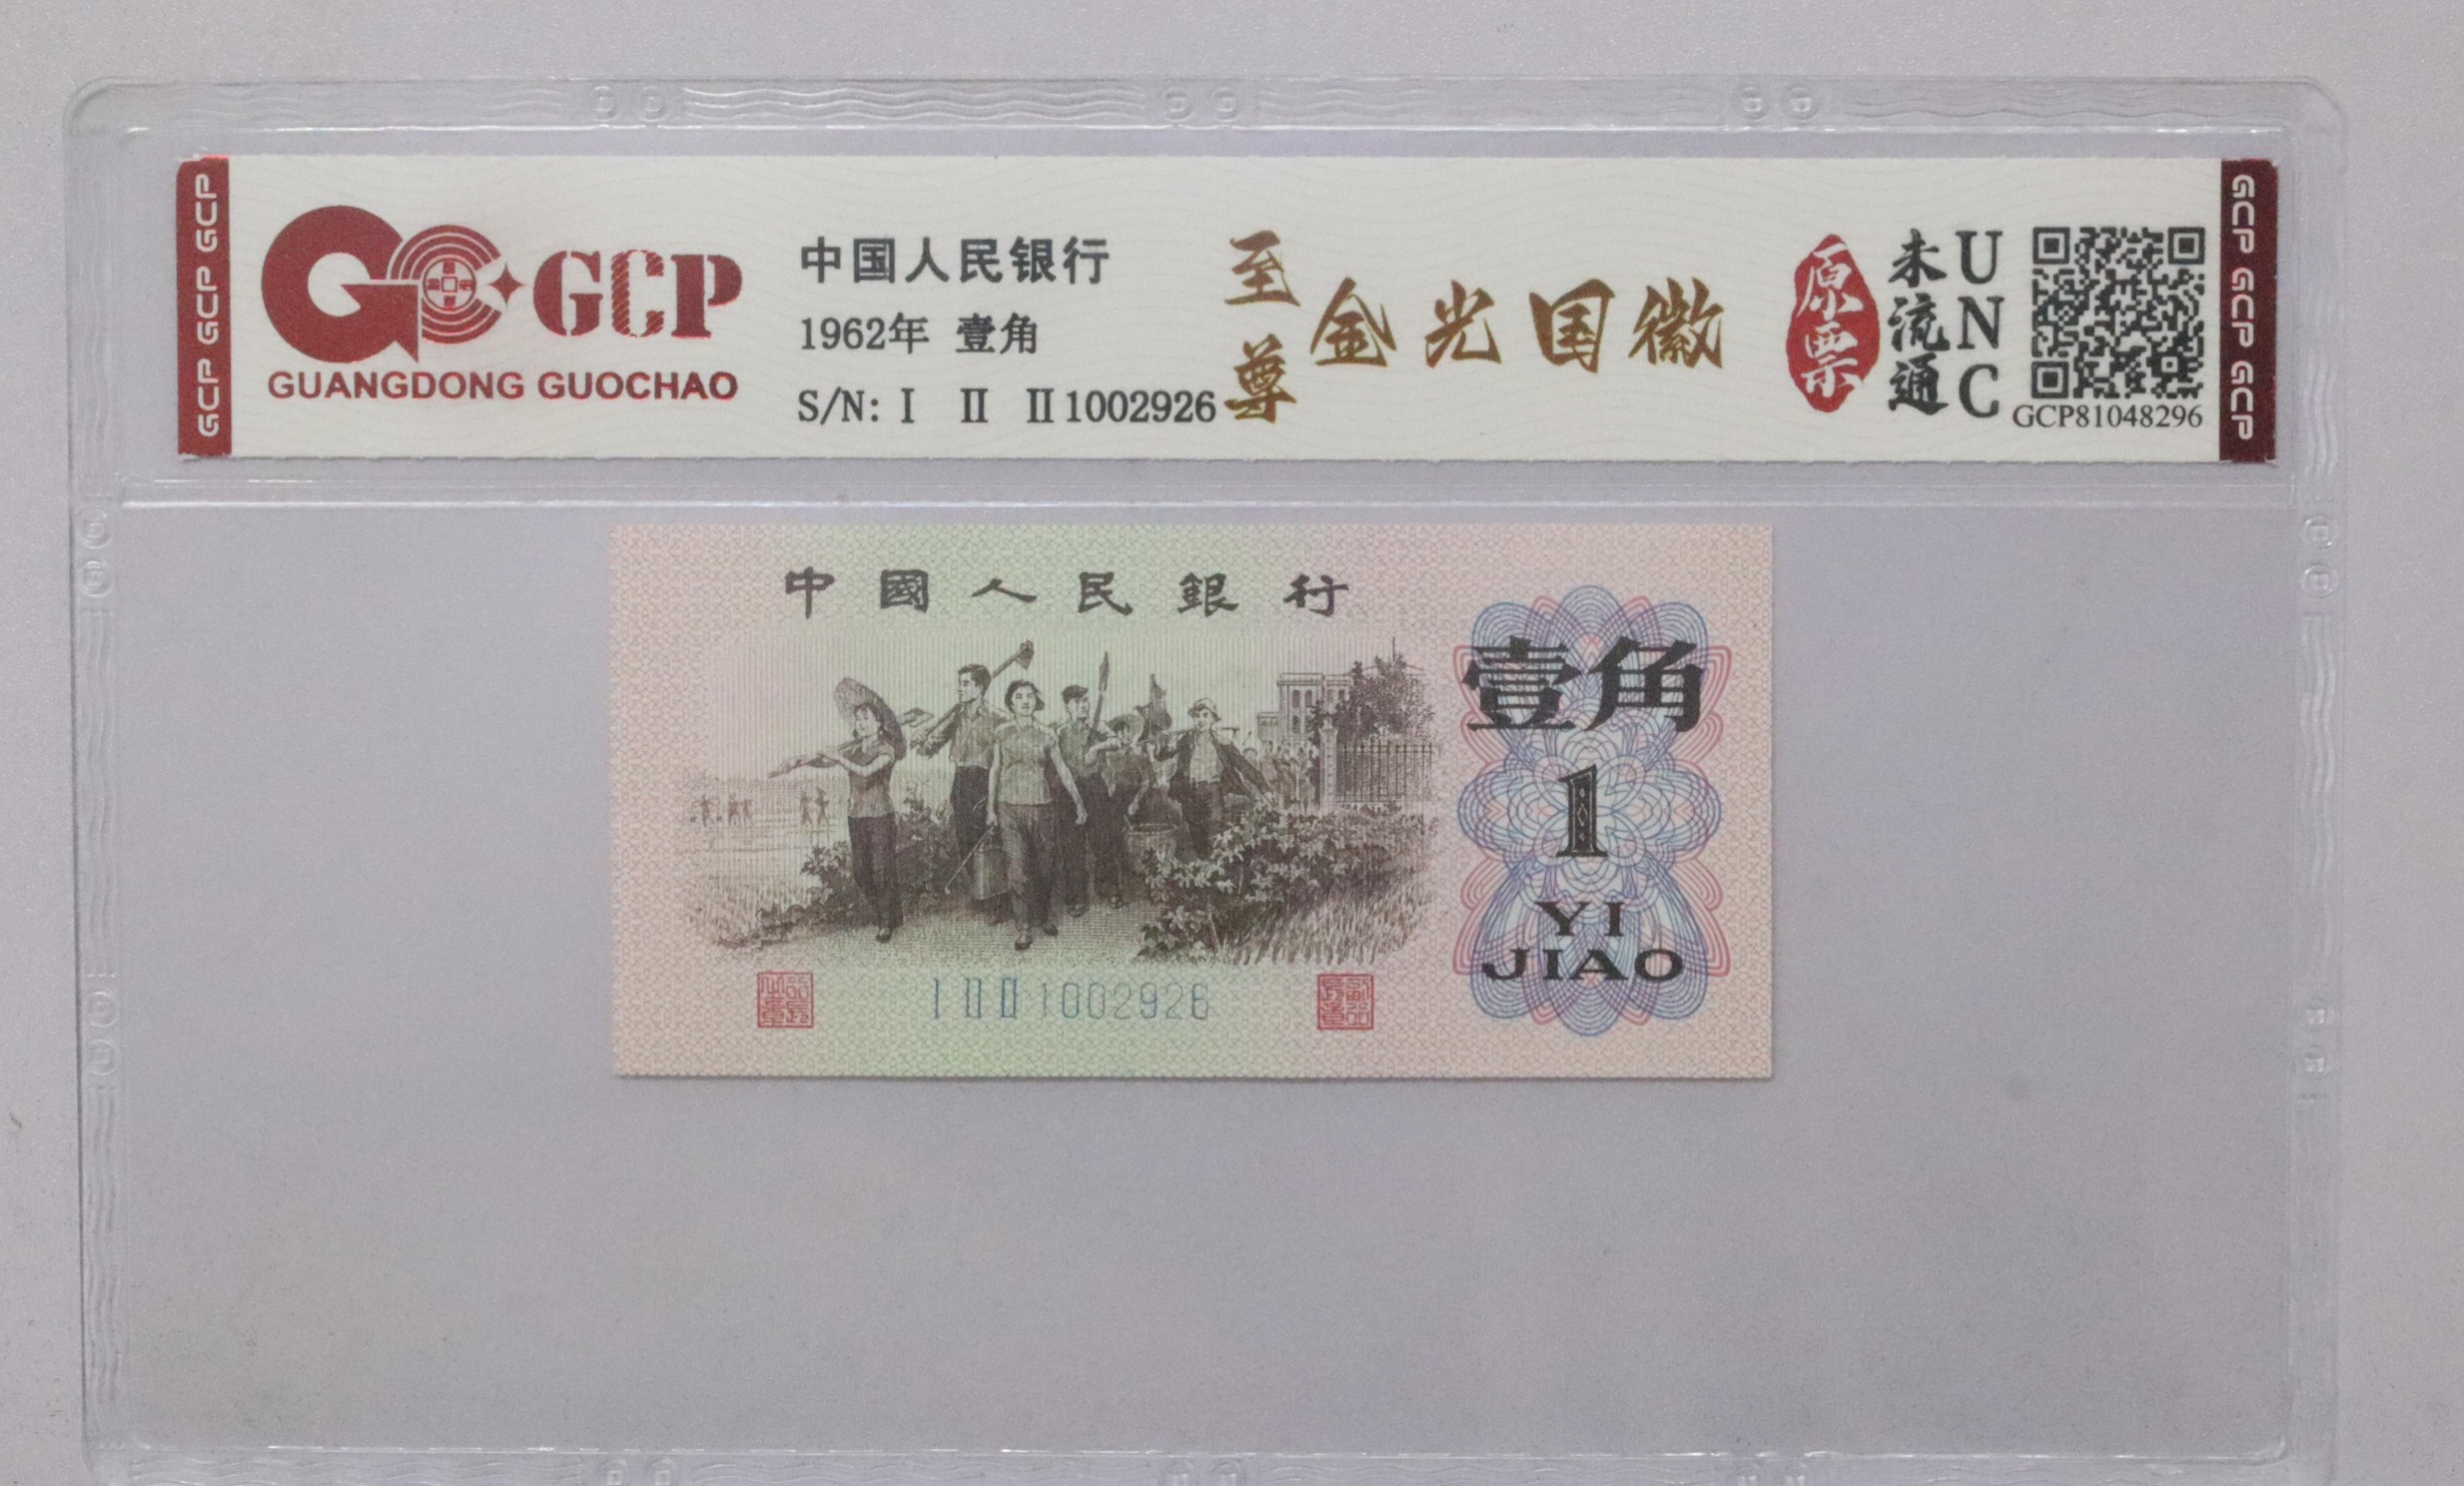 GCP GCP GCP
GCP
GUANGDONG GUOCHAO
中国人民银行
1962年 壹角
S/N: I II II 1002926
至尊
金光国徽
原票
未流通
UNC
GCP81048296
GCP GCP GCP
中國人民銀行
壹角
1
YI
JIAO
I II II 1002926